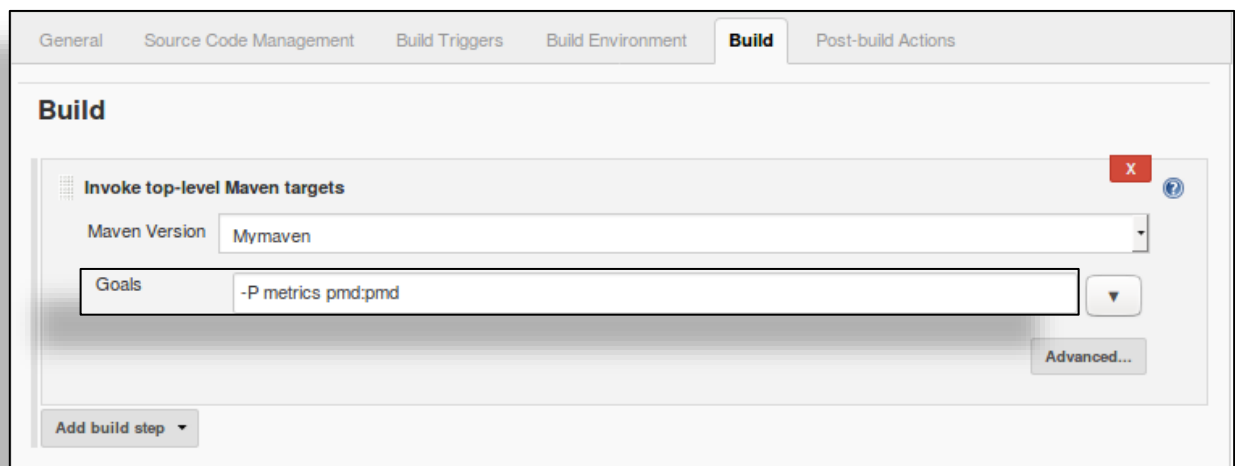 General Source Code Management Build Triggers Build Environment Build Post-build Actions
Build
X
Invoke top-level Maven targets ?
Maven Version Mymaven
Goals -P metrics pmd:pmd
Advanced...
Add build step